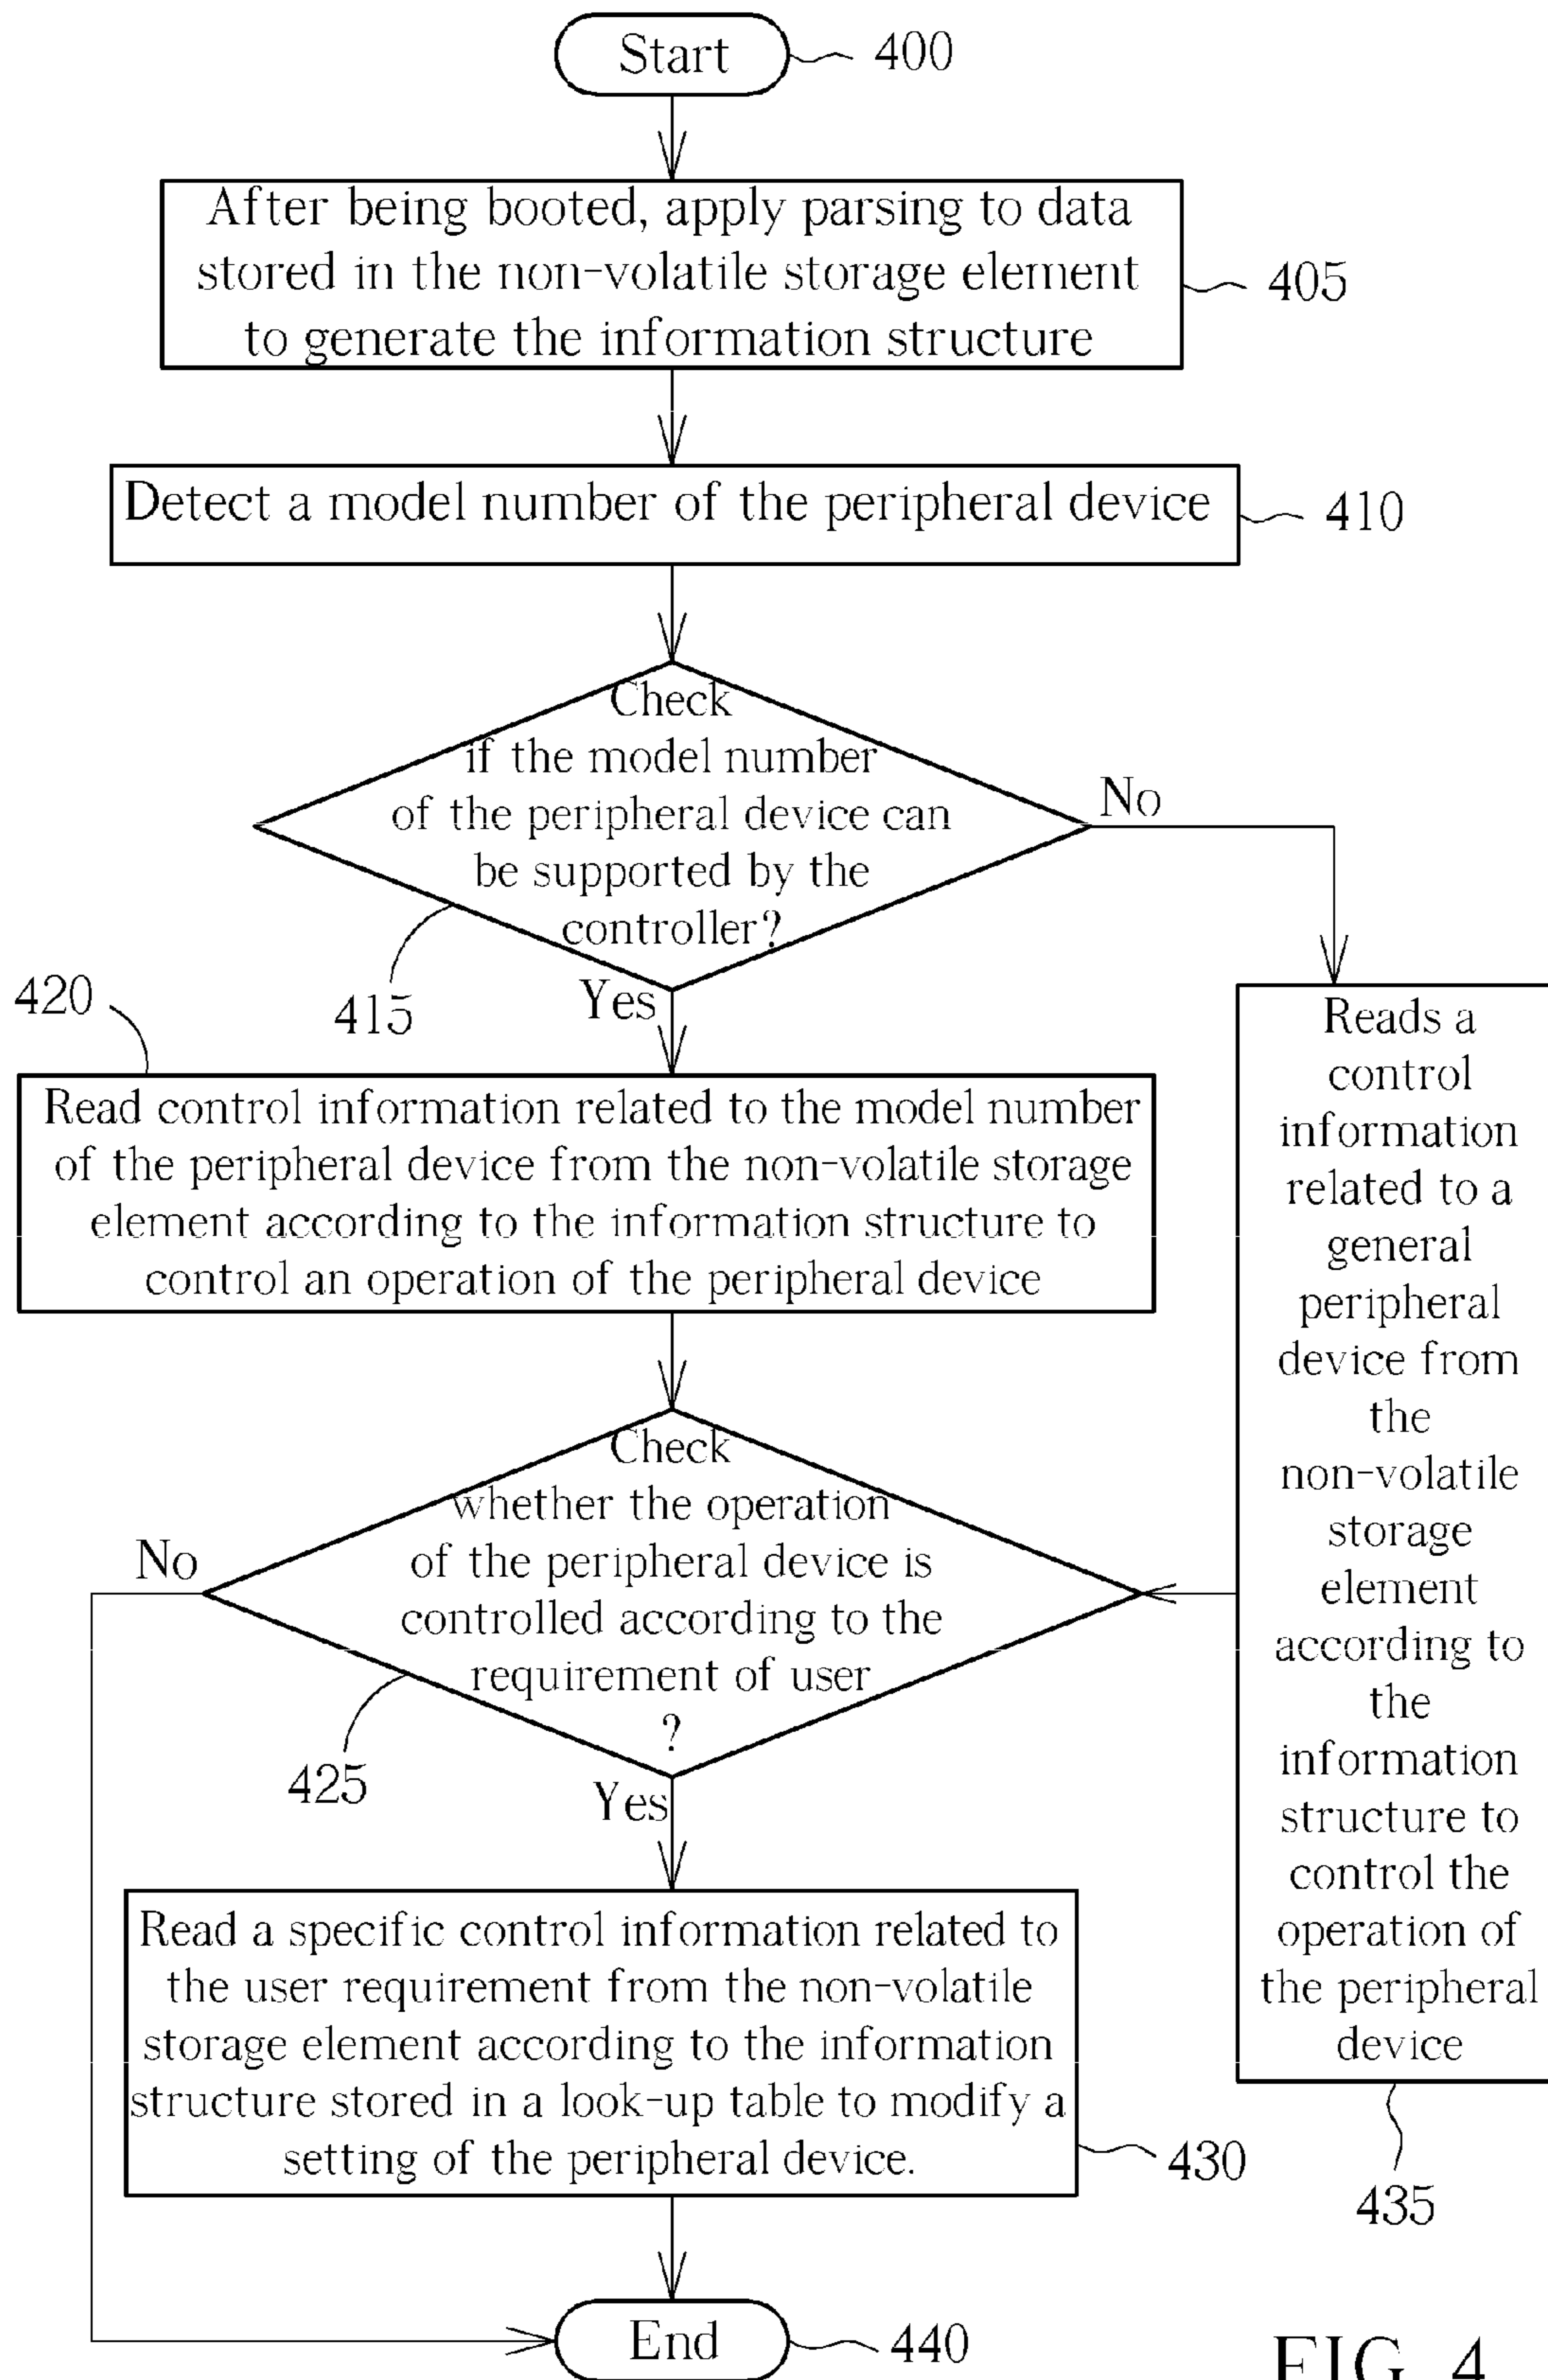 Start
400
After being booted, apply parsing to data
stored in the non-volatile storage element
to generate the information structure
405
Detect a model number of the peripheral device
410
Check
if the model number
of the peripheral device can
be supported by the
controller?
No
415
Yes
420
Read control information related to the model number
of the peripheral device from the non-volatile storage
element according to the information structure to
control an operation of the peripheral device
Reads a
control
information
related to a
general
peripheral
device from
the
non-volatile
storage
element
according to
the
information
structure to
control the
operation of
the peripheral
device
435
Check
whether the operation
of the peripheral device is
controlled according to the
requirement of user
?
No
425
Yes
Read a specific control information related to
the user requirement from the non-volatile
storage element according to the information
structure stored in a look-up table to modify a
setting of the peripheral device.
430
End
440
FIG. 4